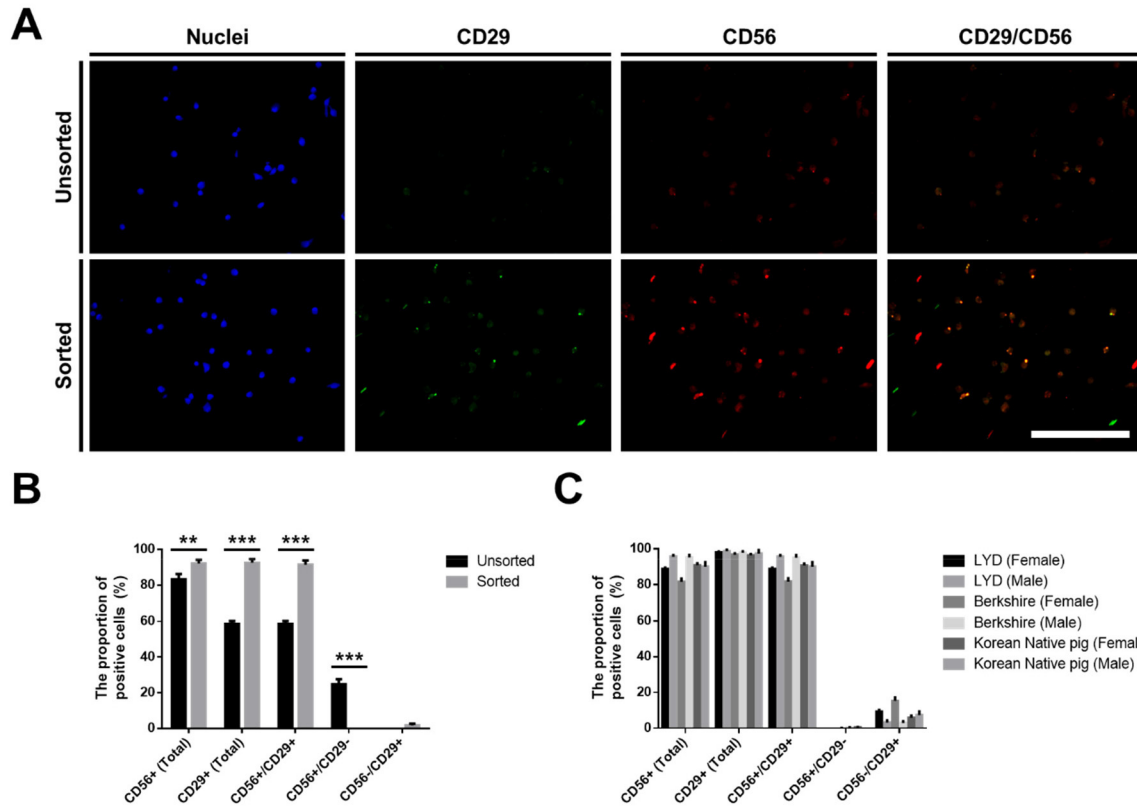 A
Nuclei
CD29
CD56
CD29/CD56
Unsorted
Sorted
B
The proportion of
positive cells (%)
100
80
60
40
20
0
**
***
***
***
Unsorted
Sorted
CD56+ (Total)
CD29+ (Total)
CD56+/CD29+
CD56+/CD29-
CD56-/CD29+
C
The proportion of
positive cells (%)
100
80
60
40
20
0
LYD (Female)
LYD (Male)
Berkshire (Female)
Berkshire (Male)
Korean Native pig (Femal
Korean Native pig (Male)
CD56+ (Total)
CD29+ (Total)
CD56+/CD29+
CD56+/CD29-
CD56-/CD29+